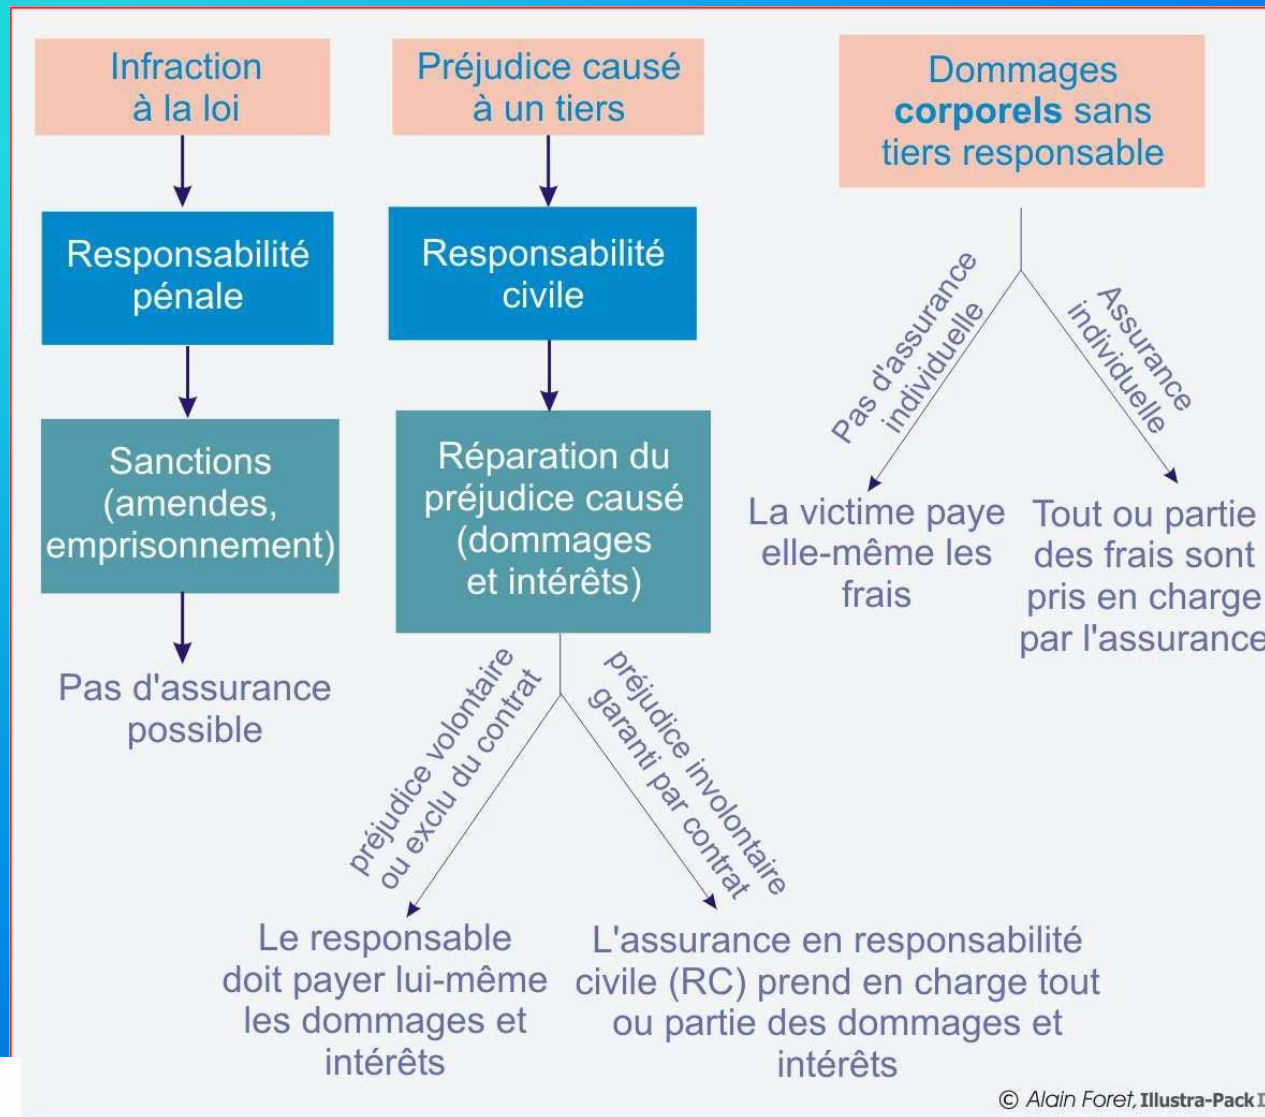 Infraction
à la loi
Responsabilité
pénale
Sanctions
(amendes,
emprisonnement)
Pas d'assurance
possible
Préjudice causé
à un tiers
Responsabilité
civile
Réparation du
préjudice causé
(dommages
et intérêts)
préjudice volontaire
ou exclu du contrat
Le responsable
doit payer lui-même
les dommages et
intérêts
préjudice involontaire
garanti par contrat
L'assurance en responsabilité
civile (RC) prend en charge tout
ou partie des dommages et
intérêts
Dommages
corporels sans
tiers responsable
Pas d'assurance
individuelle
La victime paye
elle-même les
frais
Assurance
individuelle
Tout ou partie
des frais sont
pris en charge
par l'assurance
© Alain Foret, Illustra-Pack I